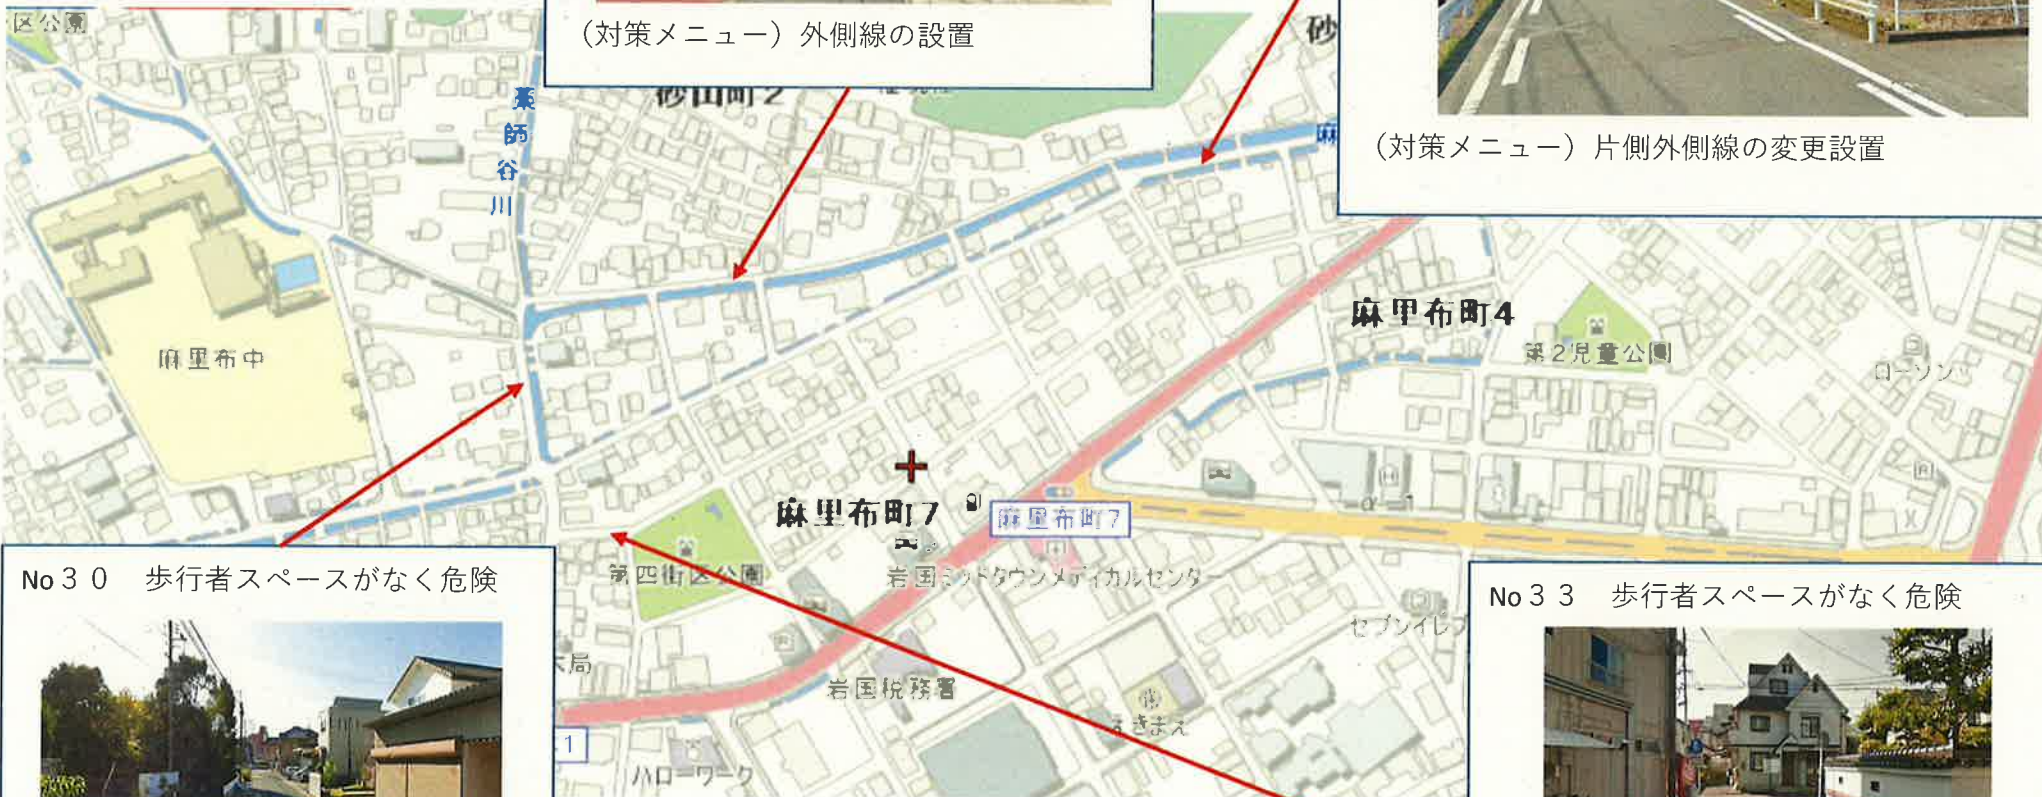 区公園
（対策メニュー）外側線の設置
砂
砂山町2
薬師谷川
麻
（対策メニュー）片側外側線の変更設置
麻里布町4
第2児童公園
ローソン
麻里布中
麻里布町7
麻里布町7
第四街区公園
岩国ミッドタウンメディカルセンター
No３０　歩行者スペースがなく危険
No３３　歩行者スペースがなく危険
セブンイレブ
岩国税務署
えきまえ
1
ハローワーク